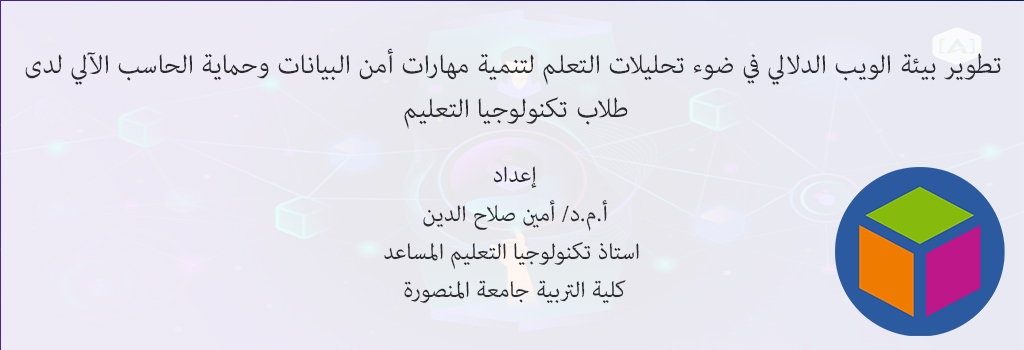 تطوير بيئة الويب الدلالي في ضوء تحليلات التعلم لتنمية مهارات أمن البيانات وحماية الحاسب الآلي لدى
طلاب تكنولوجيا التعليم
إعداد
أ.م.د/ أمين صلاح الدين
استاذ تكنولوجيا التعليم المساعد
كلية التربية جامعة المنصورة